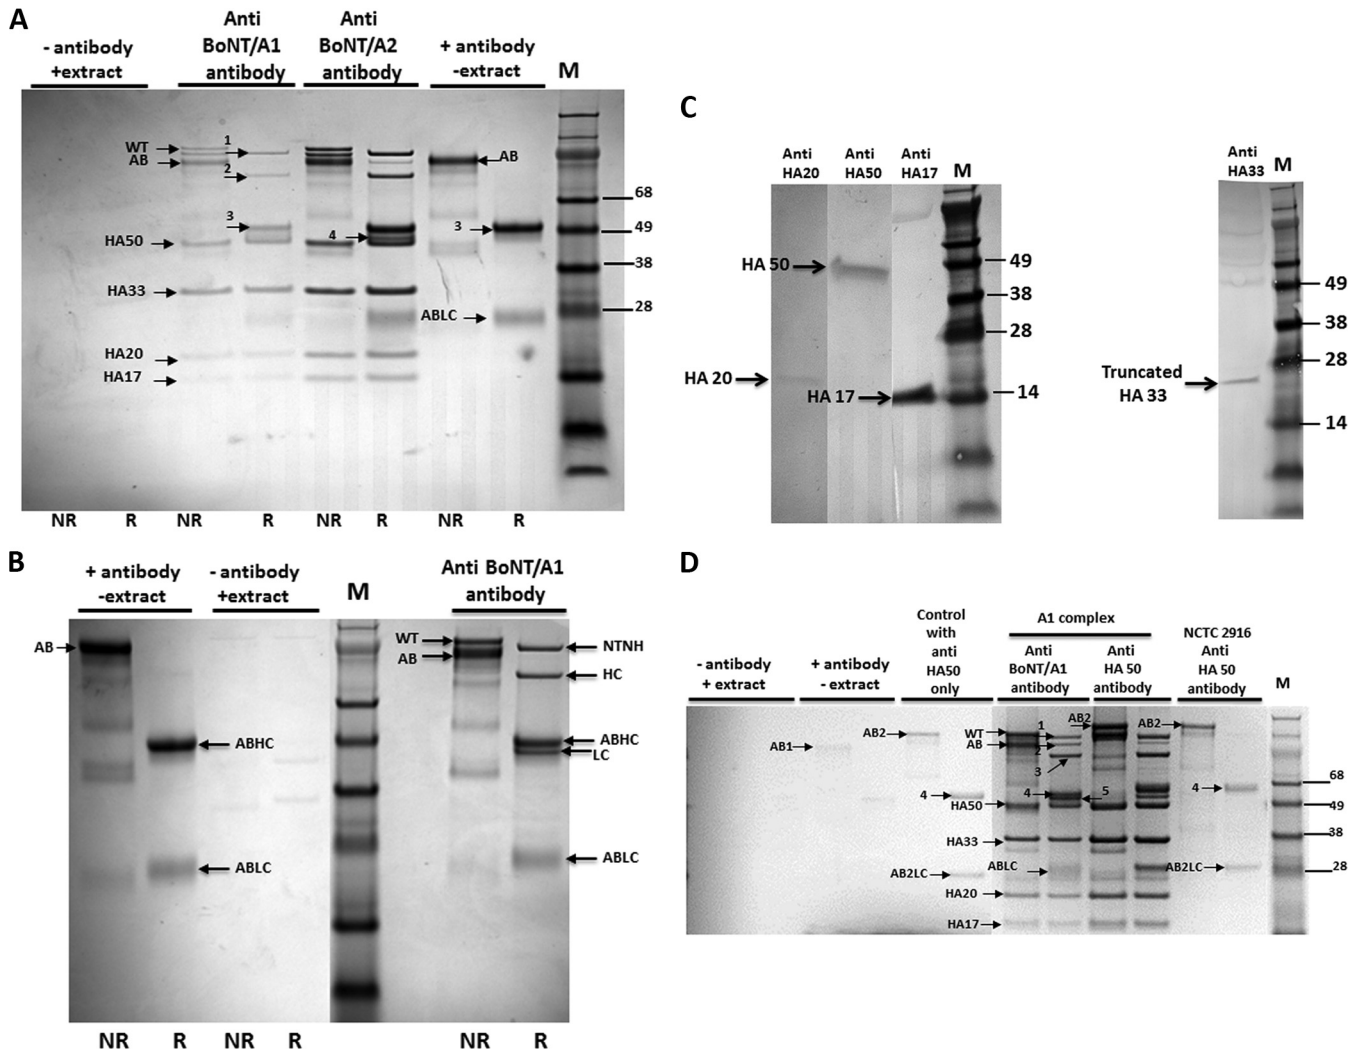 A
- antibody
+extract
Anti
BoNT/A1
antibody
Anti
BoNT/A2
antibody
+ antibody
-extract
M
WT
AB
1
2
3
4
HA50
HA33
HA20
HA17
AB
3
ABLC
68
49
38
28
NR R NR R NR R NR R
B
+ antibody
-extract
- antibody
+extract
M
Anti BoNT/A1
antibody
AB
ABHC
ABLC
WT
AB
NTNH
HC
ABHC
LC
ABLC
NR R NR R NR R
C
Anti
HA20
Anti
HA50
Anti
HA17
M
HA 50
HA 20
HA 17
49
38
28
14
Anti
HA33
M
Truncated
HA 33
49
38
28
14
D
- antibody
+ extract
+ antibody
- extract
Control
with
anti
HA50
only
A1 complex
Anti
BoNT/A1
antibody
Anti
HA 50
antibody
NCTC 2916
Anti
HA 50
antibody
M
AB1
AB2
4
AB2LC
WT
AB
HA50
HA33
ABLC
HA20
HA17
1
2
3
4
5
AB2
AB2
4
AB2LC
68
49
38
28